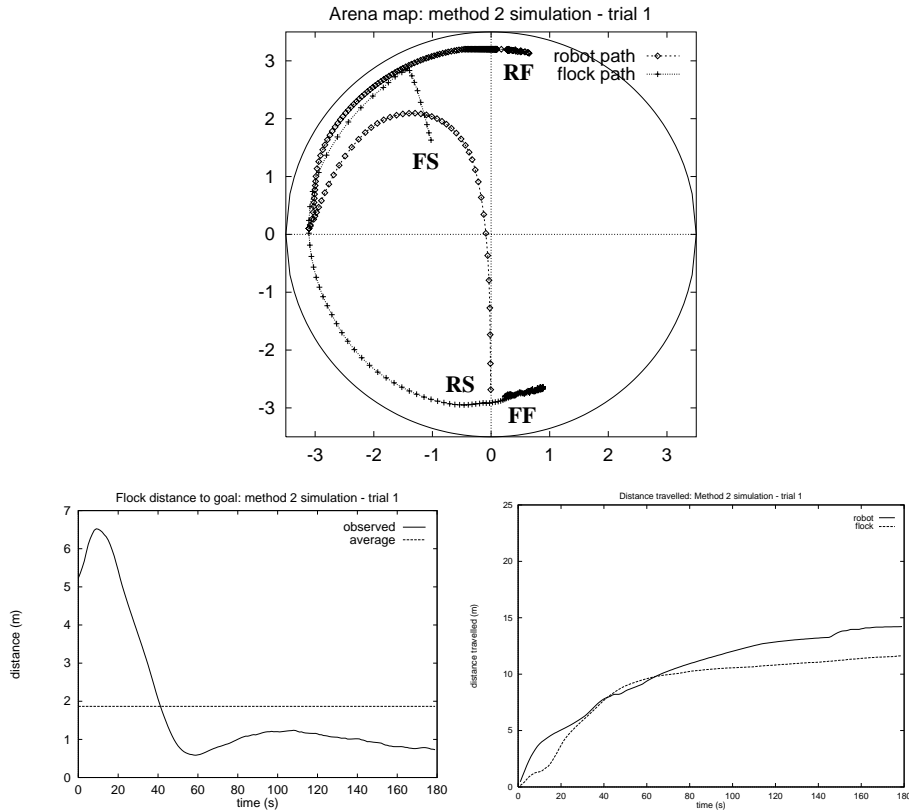 Arena map: method 2 simulation - trial 1
3
2
1
0
-1
-2
-3
-3 -2 -1 0 1 2 3
robot path
flock path
RF
FS
RS
FF
Flock distance to goal: method 2 simulation - trial 1
7
6
5
4
3
2
1
0
0 20 40 60 80 100 120 140 160 180
distance (m)
time (s)
observed
average
Distance travelled: Method 2 simulation - trial 1
25
20
15
10
5
0
0 20 40 60 80 100 120 140 160 180
distance travelled (m)
time (s)
robot
flock